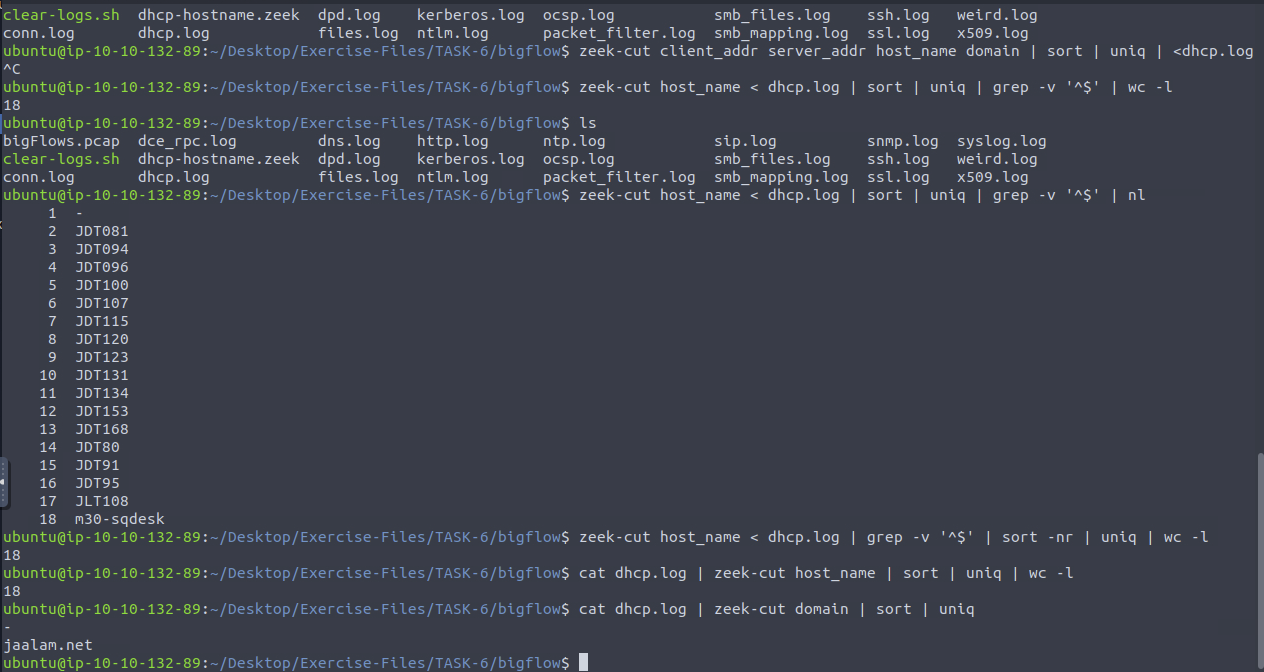 clear-logs.sh  dhcp-hostname.zeek  dpd.log    kerberos.log  ocsp.log           smb_files.log    ssh.log   weird.log
conn.log       dhcp.log            files.log  ntlm.log      packet_filter.log  smb_mapping.log  ssl.log   x509.log
ubuntu@ip-10-10-132-89:~/Desktop/Exercise-Files/TASK-6/bigflow$ zeek-cut client_addr server_addr host_name domain | sort | uniq | <dhcp.log
^C
ubuntu@ip-10-10-132-89:~/Desktop/Exercise-Files/TASK-6/bigflow$ zeek-cut host_name < dhcp.log | sort | uniq | grep -v '^$' | wc -l
18
ubuntu@ip-10-10-132-89:~/Desktop/Exercise-Files/TASK-6/bigflow$ ls
bigFlows.pcap  dce_rpc.log         dns.log    http.log      ntp.log            sip.log          snmp.log  syslog.log
clear-logs.sh  dhcp-hostname.zeek  dpd.log    kerberos.log  ocsp.log           smb_files.log    ssh.log   weird.log
conn.log       dhcp.log            files.log  ntlm.log      packet_filter.log  smb_mapping.log  ssl.log   x509.log
ubuntu@ip-10-10-132-89:~/Desktop/Exercise-Files/TASK-6/bigflow$ zeek-cut host_name < dhcp.log | sort | uniq | grep -v '^$' | nl
     1  -
     2  JDT081
     3  JDT094
     4  JDT096
     5  JDT100
     6  JDT107
     7  JDT115
     8  JDT120
     9  JDT123
    10  JDT131
    11  JDT134
    12  JDT153
    13  JDT168
    14  JDT80
    15  JDT91
    16  JDT95
    17  JLT108
    18  m30-sqdesk
ubuntu@ip-10-10-132-89:~/Desktop/Exercise-Files/TASK-6/bigflow$ zeek-cut host_name < dhcp.log | grep -v '^$' | sort -nr | uniq | wc -l
18
ubuntu@ip-10-10-132-89:~/Desktop/Exercise-Files/TASK-6/bigflow$ cat dhcp.log | zeek-cut host_name | sort | uniq | wc -l
18
ubuntu@ip-10-10-132-89:~/Desktop/Exercise-Files/TASK-6/bigflow$ cat dhcp.log | zeek-cut domain | sort | uniq
-
jaalam.net
ubuntu@ip-10-10-132-89:~/Desktop/Exercise-Files/TASK-6/bigflow$